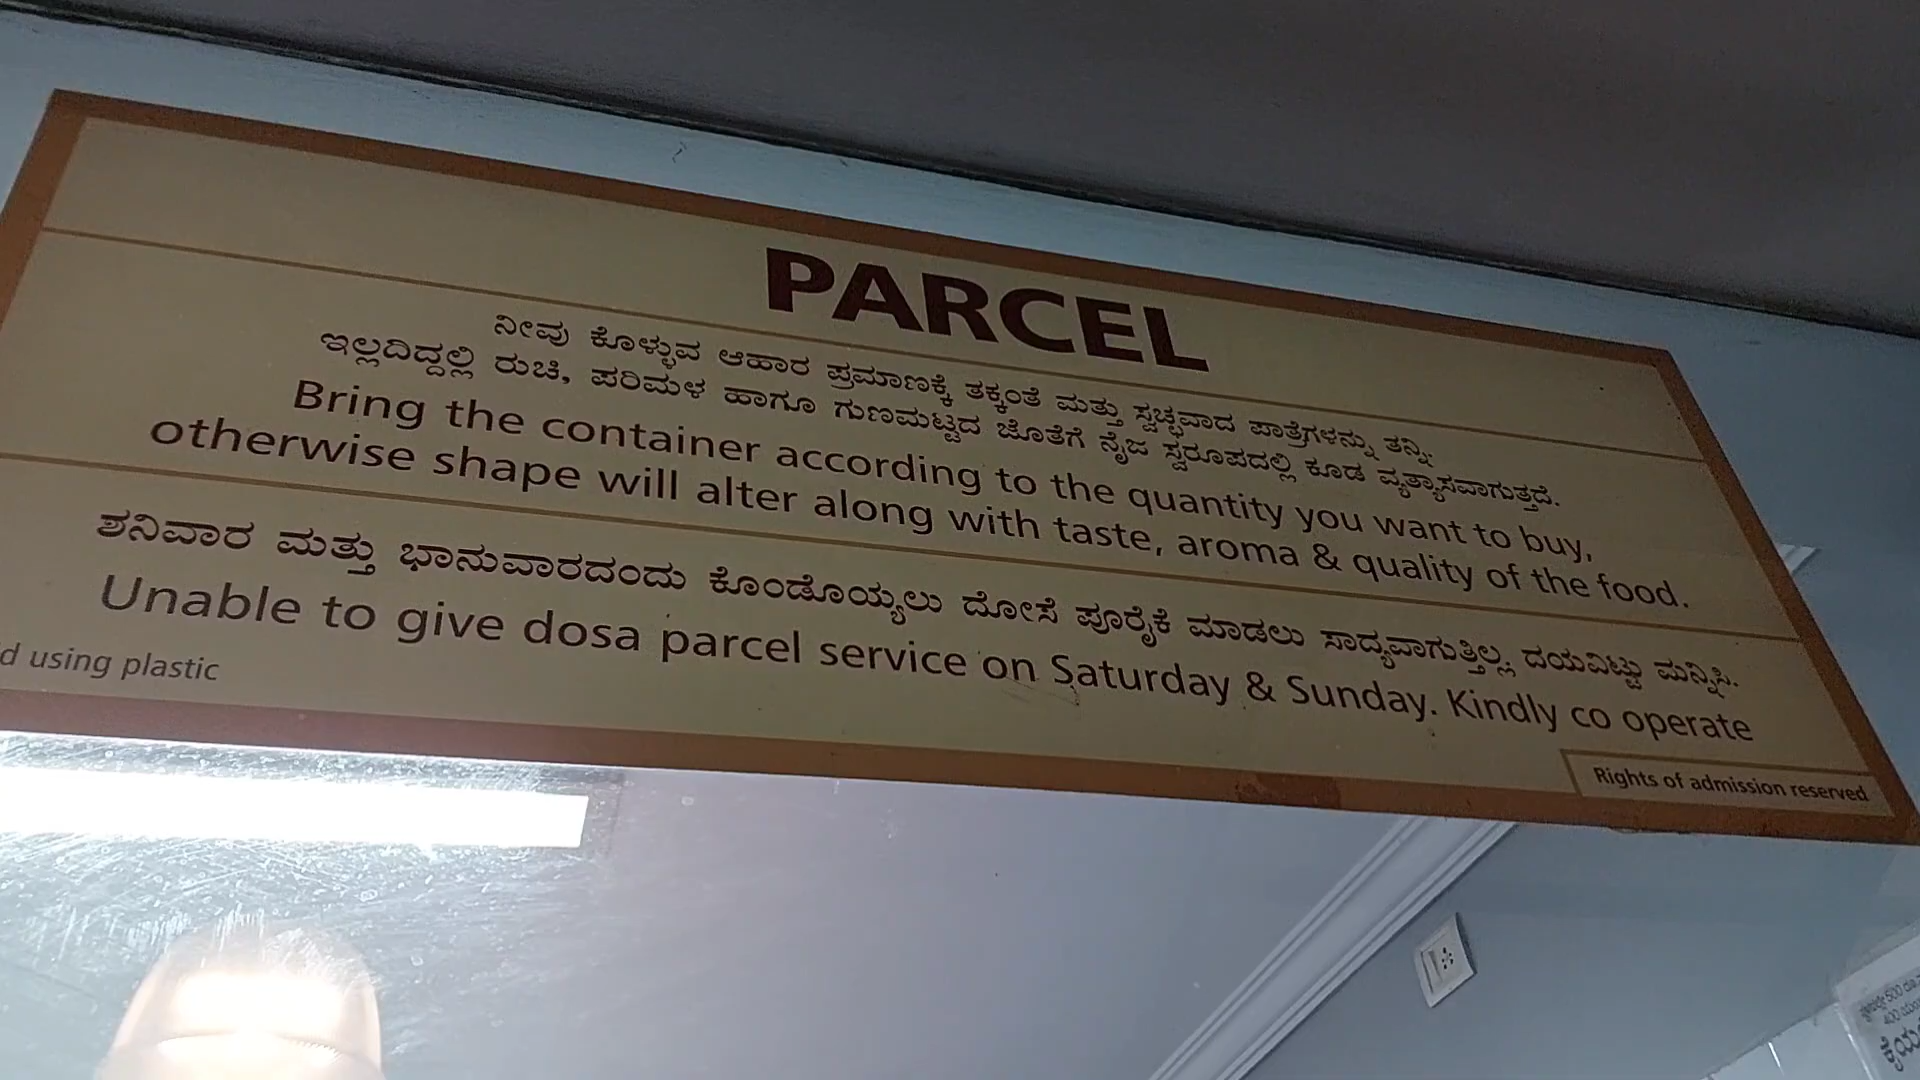 PARCEL
ನೀವು ಕೊಳ್ಳುವ ಆಹಾರ ಪ್ರಮಾಣಕ್ಕೆ ತಕ್ಕಂತೆ ಮತ್ತು ಸ್ವಚ್ಛವಾದ ಪಾತ್ರೆಗಳನ್ನು ತನ್ನಿ.
ಇಲ್ಲದಿದ್ದಲ್ಲಿ ರುಚಿ, ಪರಿಮಳ ಹಾಗೂ ಗುಣಮಟ್ಟದ ಜೊತೆಗೆ ನೈಜ ಸ್ವರೂಪದಲ್ಲಿ ಕೂಡ ವ್ಯತ್ಯಾಸವಾಗುತ್ತದೆ.
Bring the container according to the quantity you want to buy,
otherwise shape will alter along with taste, aroma & quality of the food.
ಶನಿವಾರ ಮತ್ತು ಭಾನುವಾರದಂದು ಕೊಂಡೊಯ್ಯಲು ದೋಸೆ ಪೂರೈಕೆ ಮಾಡಲು ಸಾಧ್ಯವಾಗುತ್ತಿಲ್ಲ, ದಯವಿಟ್ಟು ಮನ್ನಿಸಿ.
Unable to give dosa parcel service on Saturday & Sunday. Kindly co operate
d using plastic
Rights of admission reserved